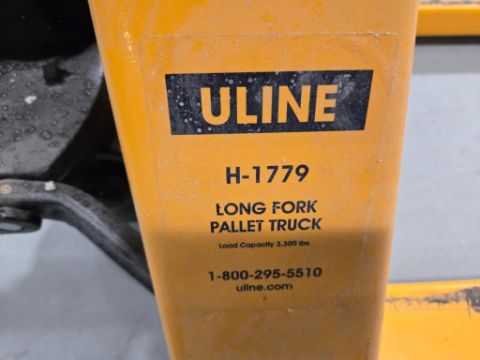 ULINE
H-1779
LONG FORK
PALLET TRUCK
Load Capacity 3,300 lbs.
1-800-295-5510
uline.com